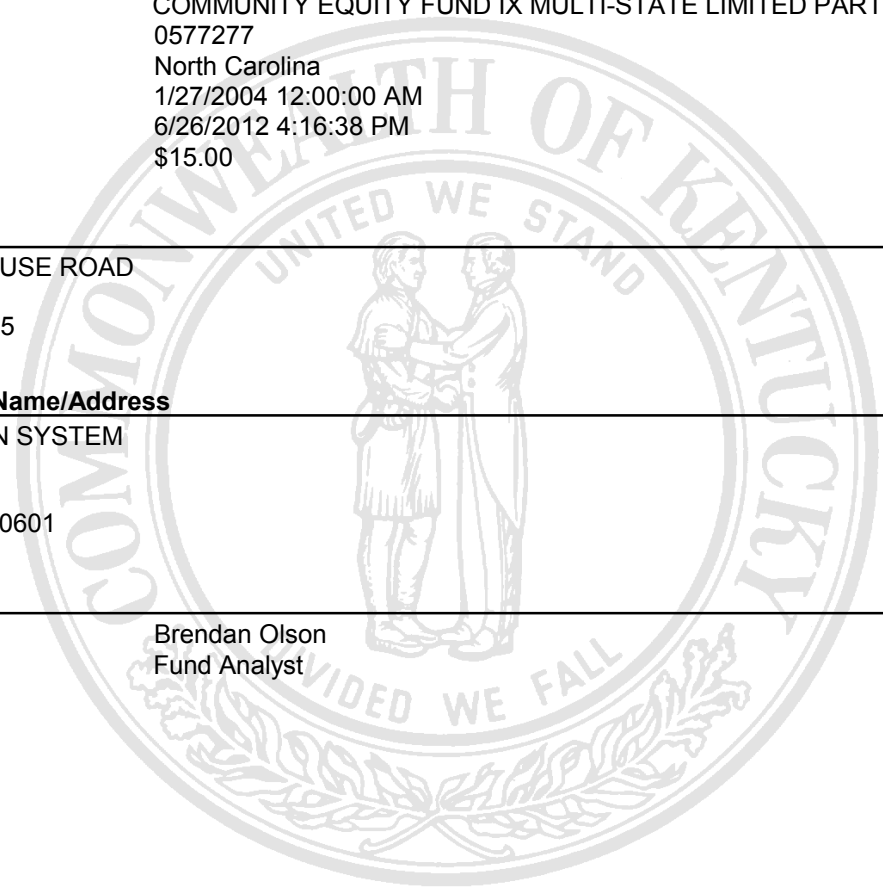 COMMUNITY EQUITY FUND IX MULTI-STATE LIMITED PART
0577277
North Carolina
1/27/2004 12:00:00 AM
6/26/2012 4:16:38 PM
$15.00
USE ROAD
5
Name/Address
N SYSTEM
0601
Brendan Olson
Fund Analyst
COMMONWEALTH OF KENTUCKY
UNITED WE STAND
DIVIDED WE FALL